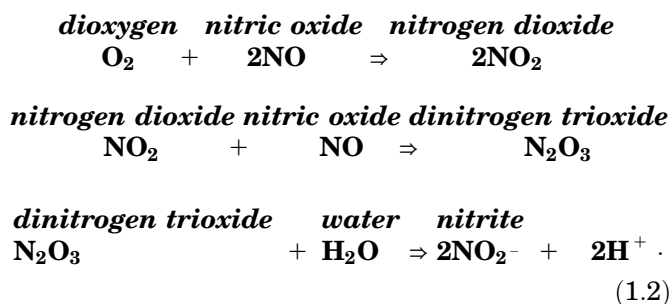 dioxygen nitric oxide nitrogen dioxide
O₂ + 2NO ⇒ 2NO₂
nitrogen dioxide nitric oxide dinitrogen trioxide
NO₂ + NO ⇒ N₂O₃
dinitrogen trioxide water nitrite
N₂O₃ + H₂O ⇒ 2NO₂⁻ + 2H⁺ ·
(1.2)